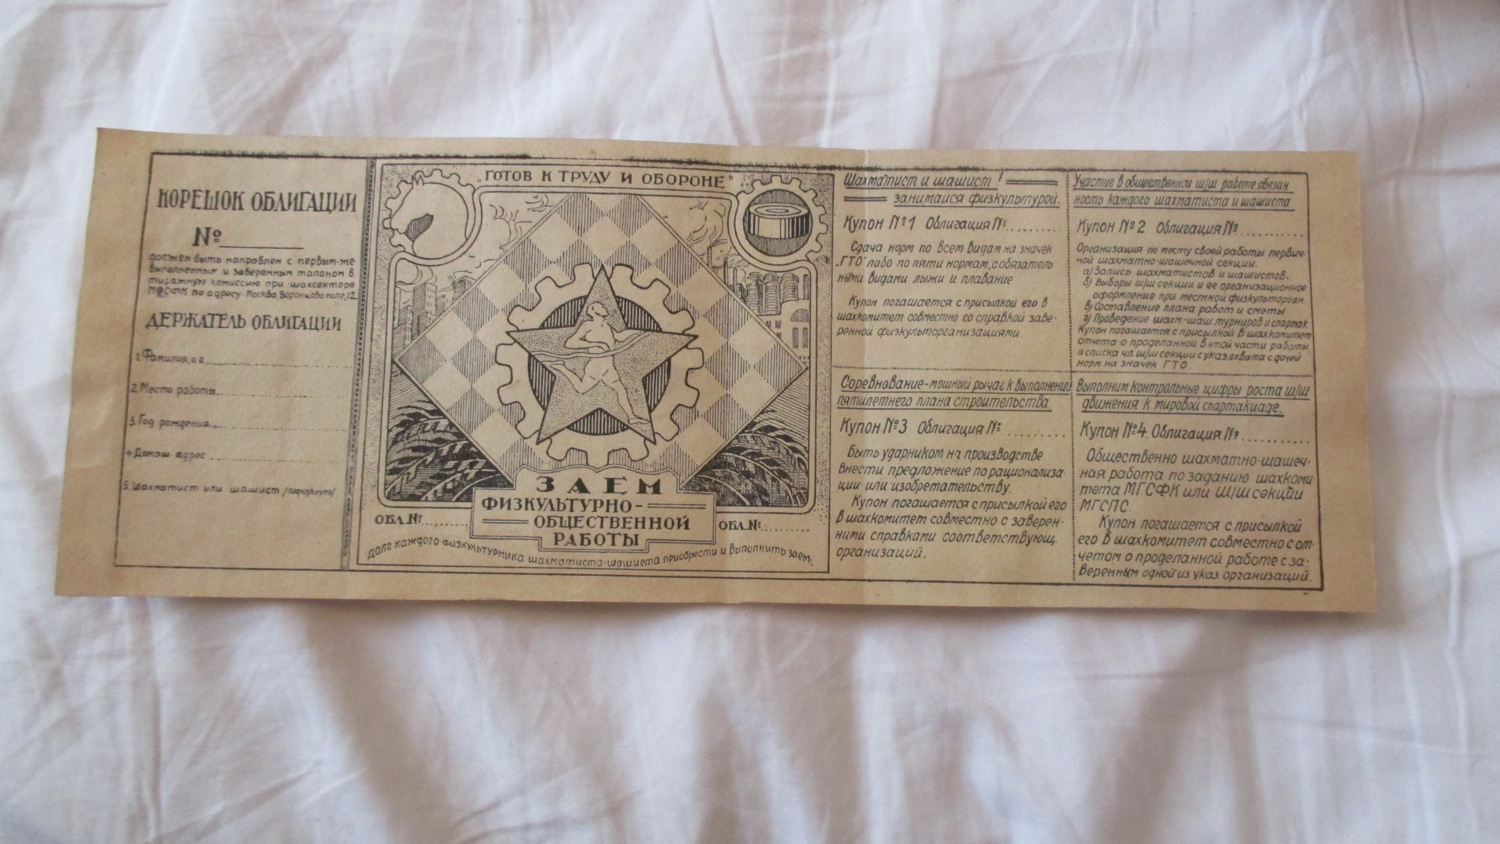 КОРЕШОК ОБЛИГАЦИИ
№
должен быть направлен с первым-же
выполненным и заверенным талоном в
тиражную комиссию при шахсекторе
МГСФК по адресу Москва Воронцово поле, 12.
ДЕРЖАТЕЛЬ ОБЛИГАЦИИ
1. Фамилия, и о
2. Место работы
3. Год рождения
4 Домаш адрес
5. Шахматист или шашист /подчеркнуть/
„ГОТОВ К ТРУДУ И ОБОРОНЕ“
ЗАЕМ
ФИЗКУЛЬТУРНО-
ОБЩЕСТВЕННОЙ
РАБОТЫ
ОБЛ.№
ОБЛ.№
Долг каждого физкультурника шахматиста-шашиста приобрести и выполнить заем.
Шахматист и шашист!
занимайся физкультурой.
Купон №1 Облигация №
Сдача норм по всем видам на значек
"ГТО" либо по пяти нормам, с обязатель
ными видами лыжи и плавание
Купон погашается с присылкой его в
шахкомитет совместно со справкой заве-
ренной физкульторганизациями.
Участие в общественной ш/ш работе обязан
ность каждого шахматиста и шашиста
Купон №2 Облигация №
Организация по месту своей работы первич-
ной шахматно-шашечной секции.
а) Запись шахматистов и шашистов.
б) Выборы ш/ш секции и ее организационное
оформление при местной физкульторган.
в) Составление плана работ и сметы
г) Проведение шахм-шаш. турниров и спартак.
Купон погашается с присылкой в шахкомитет
отчета о проделанной в этой части работы
и списка чл. ш/ш секции с указ. охвата сдачей
норм на значек ГТО
Соревнование-мощный рычаг к выполнению
пятилетнего плана строительства.
Купон №3 Облигация №
Быть ударником на производстве
Внести предложение по рационализа
ции или изобретательству.
Купон погашается с присылкой его
в шахкомитет совместно с заверен-
ными справками соответствующ.
организаций.
Выполним контрольные цифры роста ш/ш
движения к мировой спартакиаде.
Купон №4. Облигация №
Общественно шахматно-шашеч-
ная работа по заданию шахкоми
тета МГСФК или Ш/Ш секции
МГСПС.
Купон погашается с присылкой
его в шахкомитет совместно с от-
четом о проделанной работе с за-
веренным одной из указ. организаций.